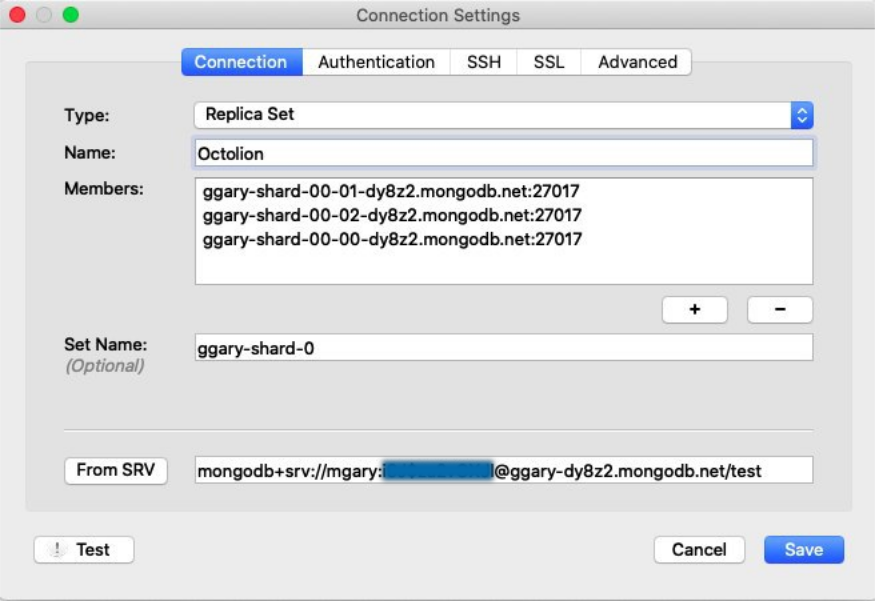 Connection Settings
Connection Authentication SSH SSL Advanced
Type: Replica Set
Name: Octolion
Members: ggary-shard-00-01-dy8z2.mongodb.net:27017
ggary-shard-00-02-dy8z2.mongodb.net:27017
ggary-shard-00-00-dy8z2.mongodb.net:27017
+ -
Set Name: ggary-shard-0
(Optional)
From SRV mongodb+srv://mgary: @ggary-dy8z2.mongodb.net/test
! Test Cancel Save